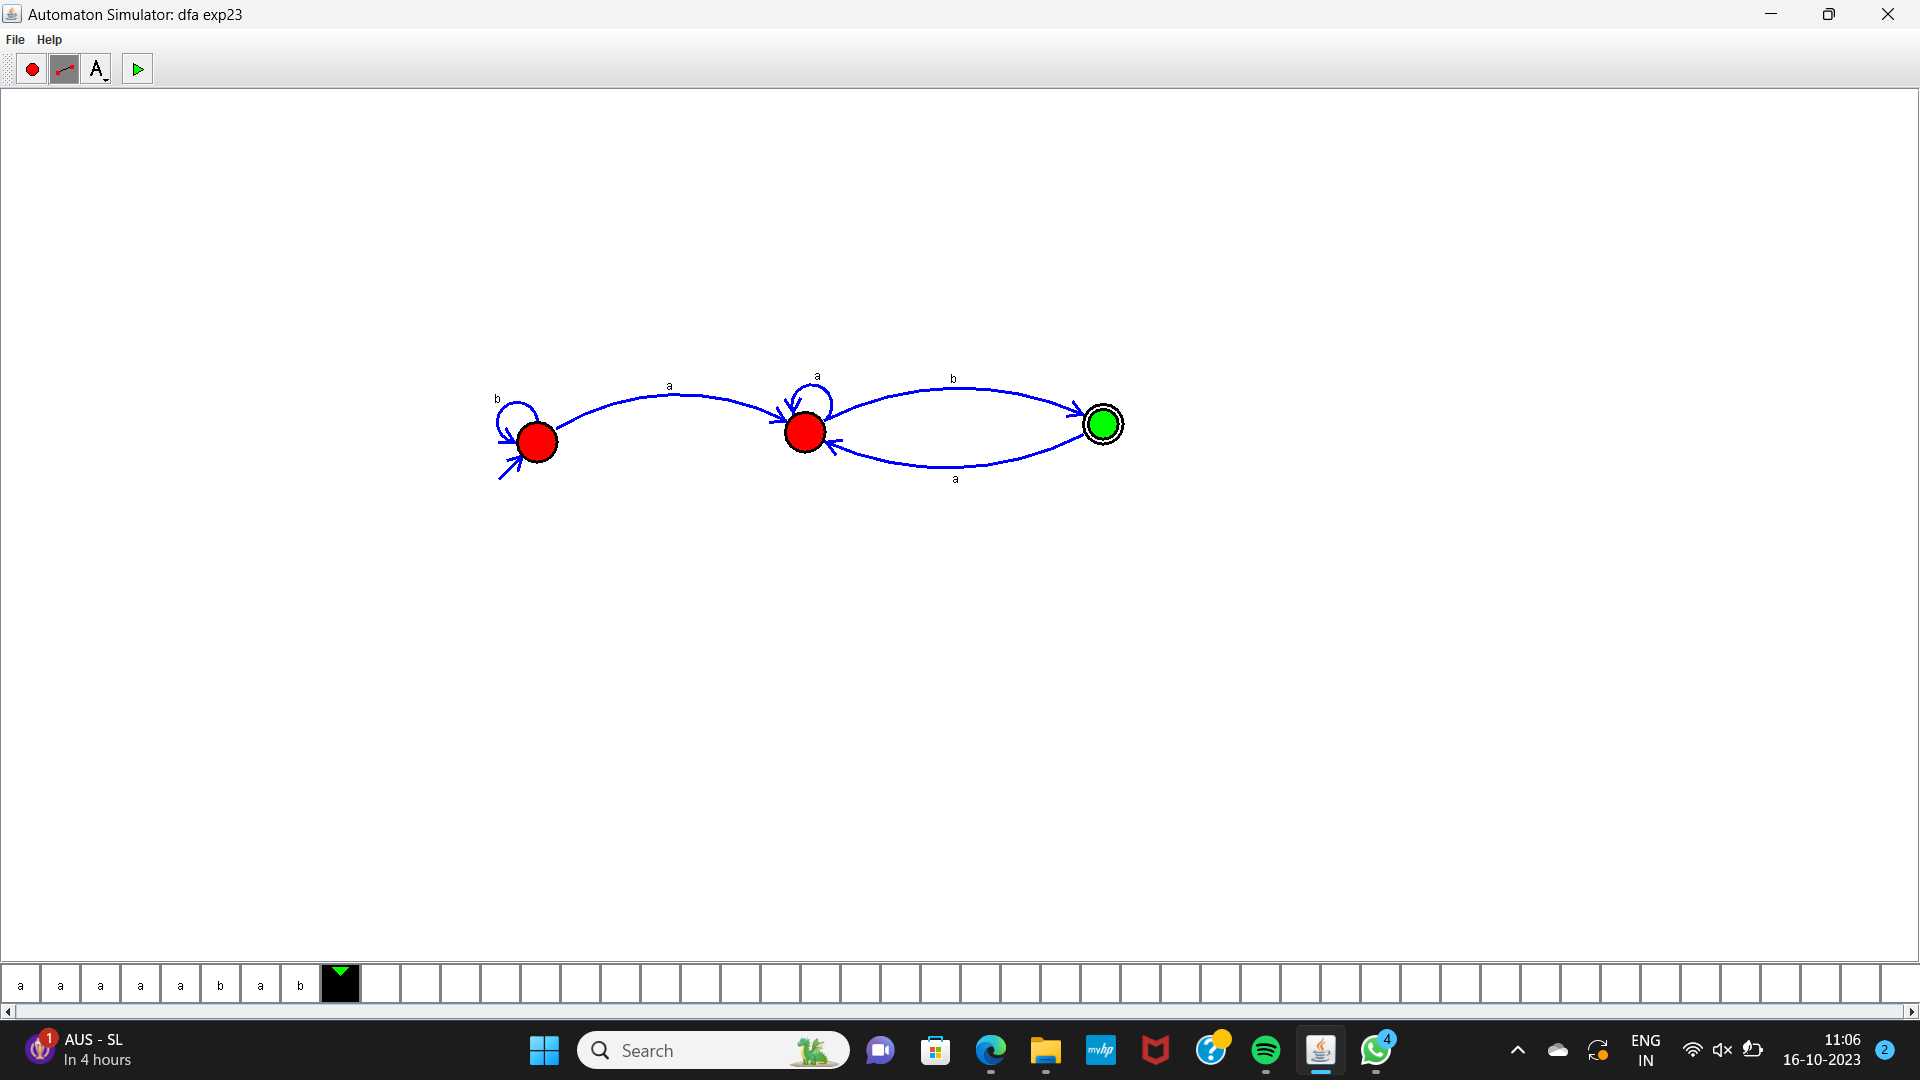 Automaton Simulator: dfa exp23
File Help
A
b
a
a
b
a
a a a a a b a b
1
AUS - SL
In 4 hours
Search
myhp
4
ENG
IN
11:06
16-10-2023
2